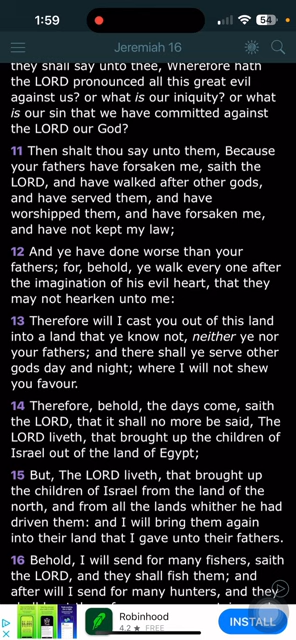 1:59
54
Jeremiah 16
they shall say unto thee, Wherefore hath
the LORD pronounced all this great evil
against us? or what is our iniquity? or what
is our sin that we have committed against
the LORD our God?
11 Then shalt thou say unto them, Because
your fathers have forsaken me, saith the
LORD, and have walked after other gods,
and have served them, and have
worshipped them, and have forsaken me,
and have not kept my law;
12 And ye have done worse than your
fathers; for, behold, ye walk every one after
the imagination of his evil heart, that they
may not hearken unto me:
13 Therefore will I cast you out of this land
into a land that ye know not, neither ye nor
your fathers; and there shall ye serve other
gods day and night; where I will not shew
you favour.
14 Therefore, behold, the days come, saith
the LORD, that it shall no more be said, The
LORD liveth, that brought up the children of
Israel out of the land of Egypt;
15 But, The LORD liveth, that brought up
the children of Israel from the land of the
north, and from all the lands whither he had
driven them: and I will bring them again
into their land that I gave unto their fathers.
16 Behold, I will send for many fishers, saith
the LORD, and they shall fish them; and
after will I send for many hunters, and they
Robinhood
4.2 ★ FREE
INSTALL